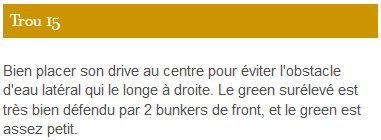 Trou 15
Bien placer son drive au centre pour éviter l'obstacle
d'eau latéral qui le longe à droite. Le green surélevé est
très bien défendu par 2 bunkers de front, et le green est
assez petit.